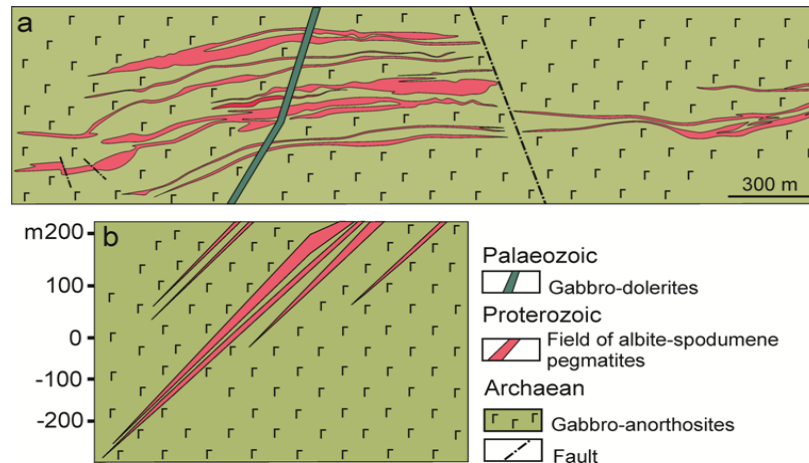 a
300 m
b
m200
100
0
-100
-200
Palaeozoic
Gabbro-dolerites
Proterozoic
Field of albite-spodumene
pegmatites
Archaean
Gabbro-anorthosites
Fault